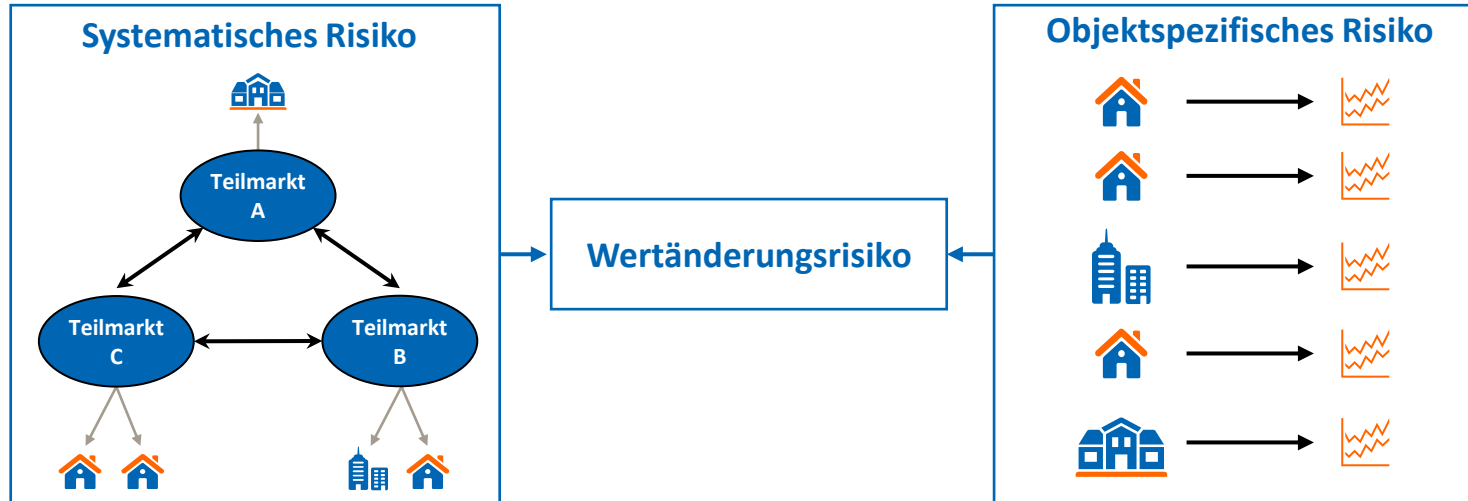 Systematisches Risiko
Teilmarkt
A
Teilmarkt
C
Teilmarkt
B
Wertänderungsrisiko
Objektspezifisches Risiko